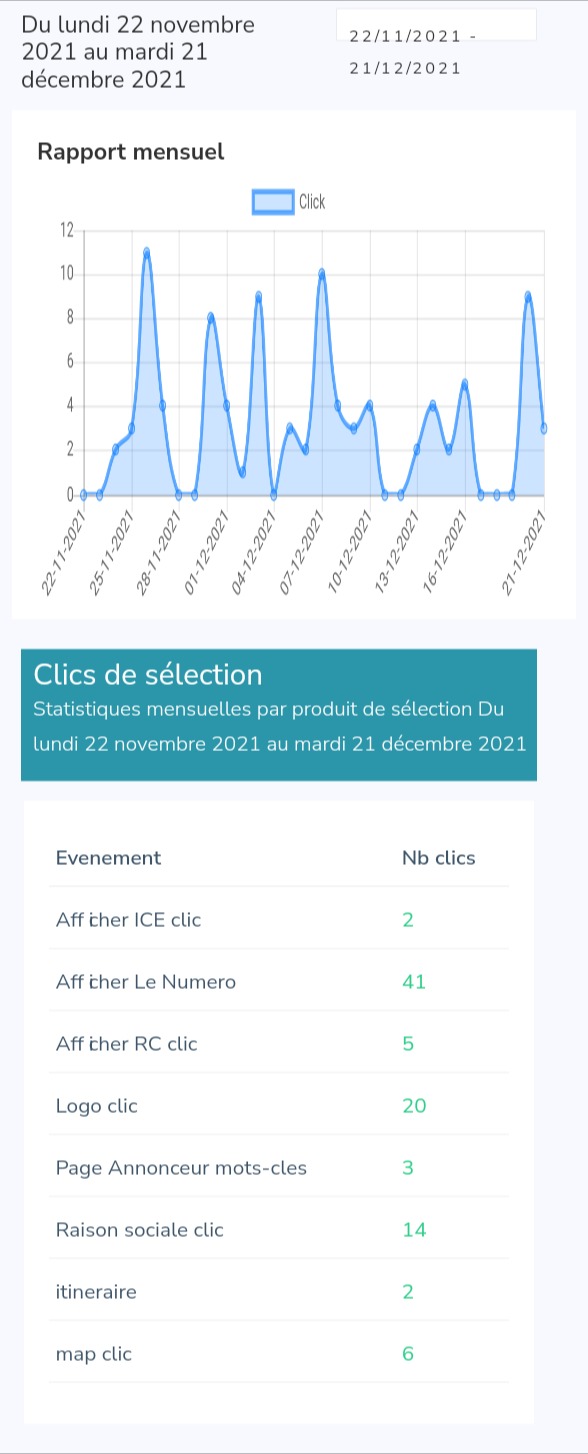 Du lundi 22 novembre
2021 au mardi 21
décembre 2021
22/11/2021 -
21/12/2021
Rapport mensuel
Click
12
10
8
6
4
2
0
22-11-2021
25-11-2021
28-11-2021
01-12-2021
04-12-2021
07-12-2021
10-12-2021
13-12-2021
16-12-2021
21-12-2021
Clics de sélection
Statistiques mensuelles par produit de sélection Du
lundi 22 novembre 2021 au mardi 21 décembre 2021
Evenement Nb clics
Afficher ICE clic 2
Afficher Le Numero 41
Afficher RC clic 5
Logo clic 20
Page Annonceur mots-cles 3
Raison sociale clic 14
itineraire 2
map clic 6